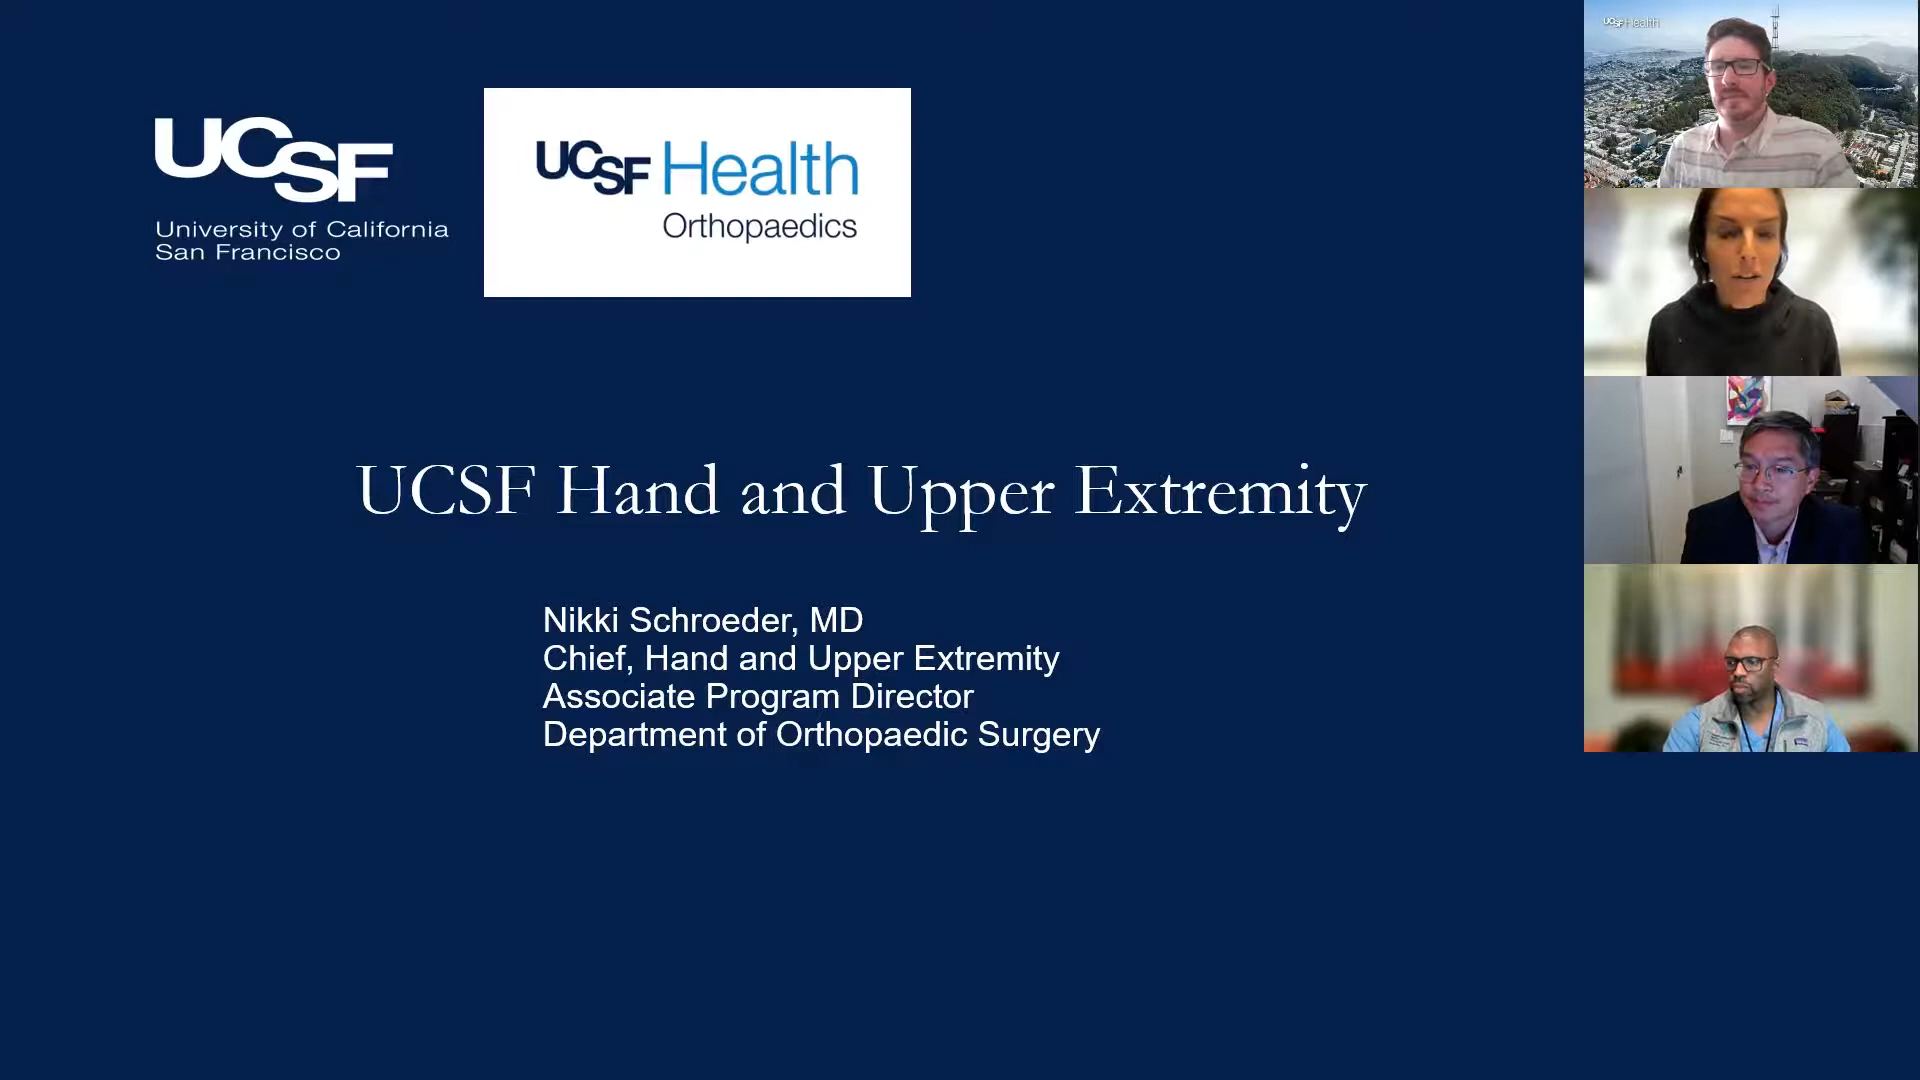 UCSF
University of California
San Francisco
UCSF Health
Orthopaedics
UCSF Hand and Upper Extremity
Nikki Schroeder, MD
Chief, Hand and Upper Extremity
Associate Program Director
Department of Orthopaedic Surgery
UCSF Health